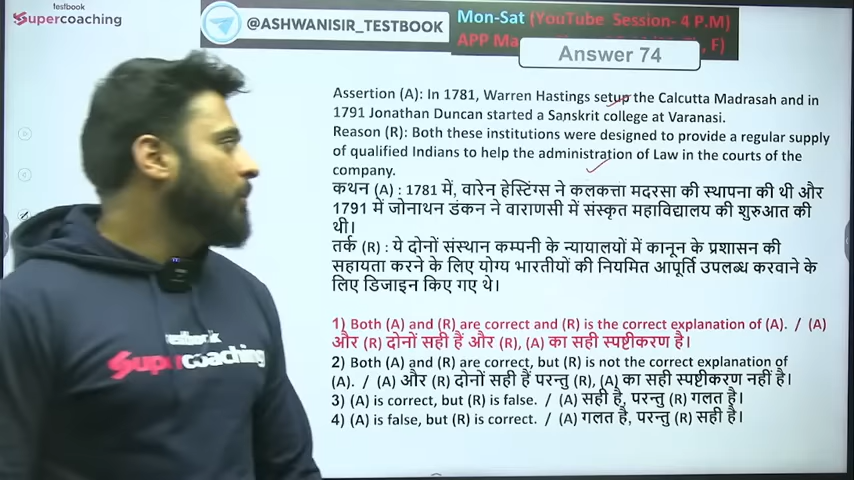 testbook
Supercoaching
@ASHWANISIR_TESTBOOK
Mon-Sat (YouTube Session- 4 P.M)
APP Ma
, F)
Answer 74
Assertion (A): In 1781, Warren Hastings setup the Calcutta Madrasah and in
1791 Jonathan Duncan started a Sanskrit college at Varanasi.
Reason (R): Both these institutions were designed to provide a regular supply
of qualified Indians to help the administration of Law in the courts of the
company.
कथन (A) : 1781 में, वारेन हेस्टिंग्स ने कलकत्ता मदरसा की स्थापना की थी और
1791 में जोनाथन डंकन ने वाराणसी में संस्कृत महाविद्यालय की शुरुआत की
थी।
तर्क (R) : ये दोनों संस्थान कम्पनी के न्यायालयों में कानून के प्रशासन की
सहायता करने के लिए योग्य भारतीयों की नियमित आपूर्ति उपलब्ध करवाने के
लिए डिजाइन किए गए थे।
1) Both (A) and (R) are correct and (R) is the correct explanation of (A). / (A)
और (R) दोनों सही हैं और (R), (A) का सही स्पष्टीकरण है।
2) Both (A) and (R) are correct, but (R) is not the correct explanation of
(A). / (A) और (R) दोनों सही हैं परन्तु (R), (A) का सही स्पष्टीकरण नहीं है।
3) (A) is correct, but (R) is false. / (A) सही है, परन्तु (R) गलत है।
4) (A) is false, but (R) is correct. / (A) गलत है, परन्तु (R) सही है।
testbook
Supercoaching